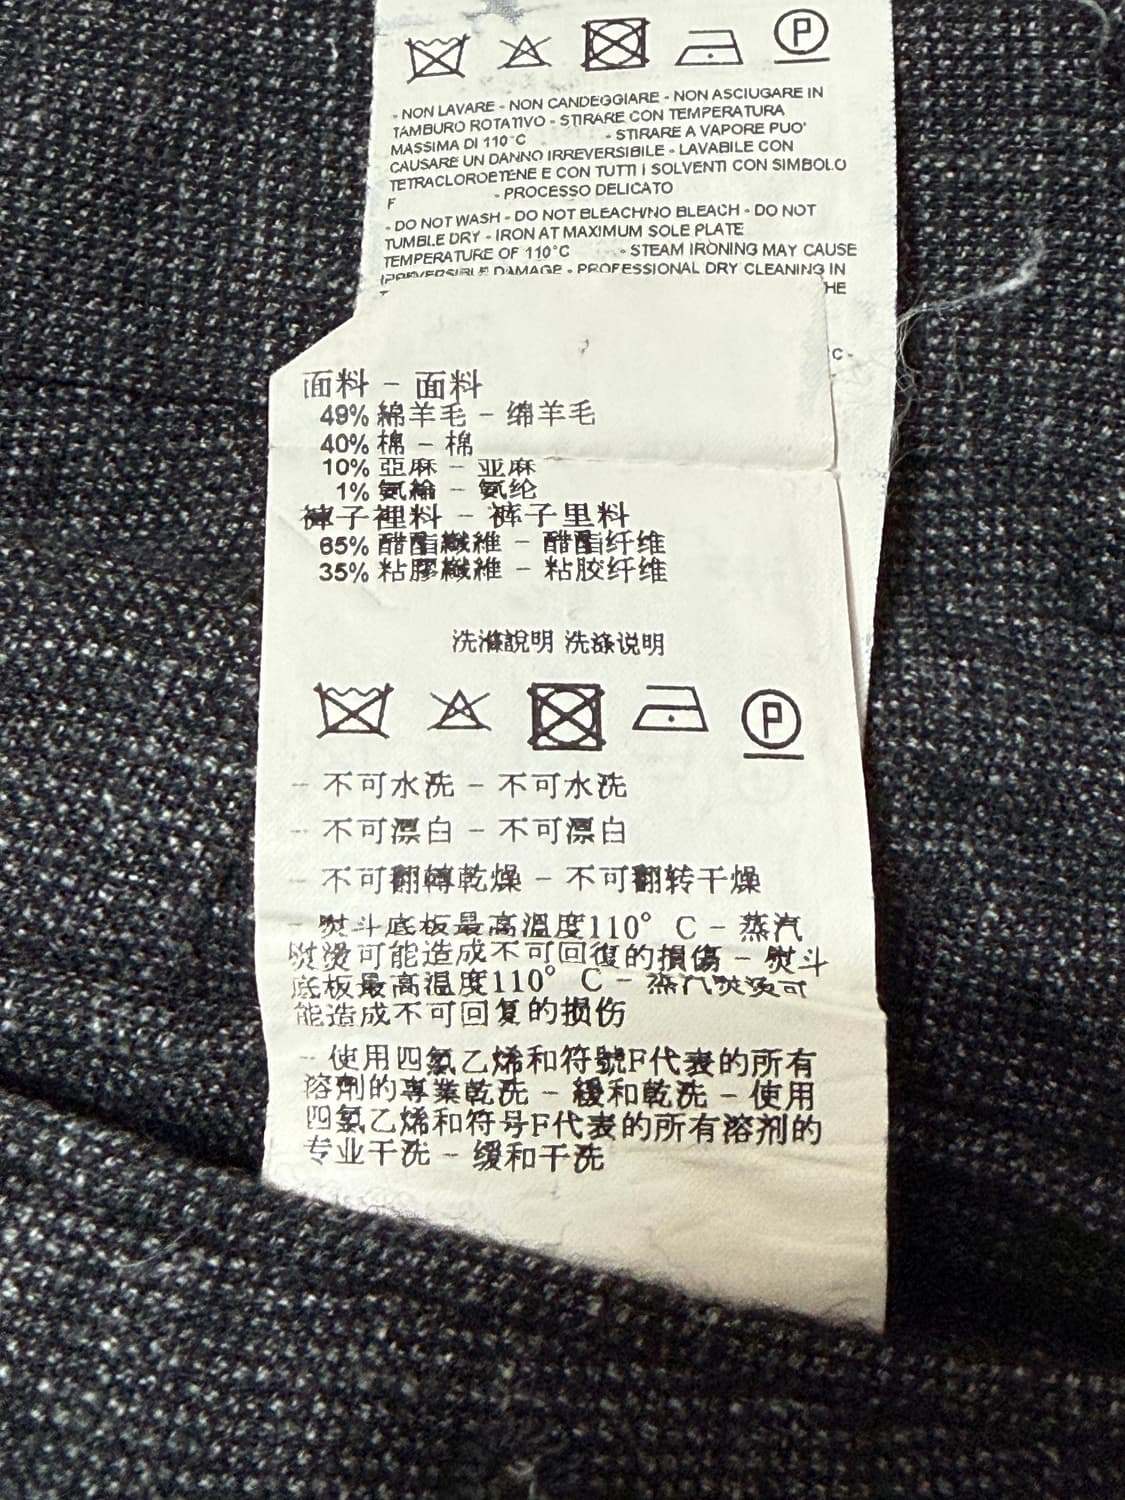 P
- NON LAVARE - NON CANDEGGIARE - NON ASCIUGARE IN
TAMBURO ROTATIVO - STIRARE CON TEMPERATURA
MASSIMA DI 110°C - STIRARE A VAPORE PUO'
CAUSARE UN DANNO IRREVERSIBILE - LAVABILE CON
TETRACLOROETENE E CON TUTTI I SOLVENTI CON SIMBOLO
F - PROCESSO DELICATO
- DO NOT WASH - DO NOT BLEACH/NO BLEACH - DO NOT
TUMBLE DRY - IRON AT MAXIMUM SOLE PLATE
TEMPERATURE OF 110°C - STEAM IRONING MAY CAUSE
IRREVERSIBLE DAMAGE - PROFESSIONAL DRY CLEANING IN
HE
C -
面料 - 面料
49% 綿羊毛 - 绵羊毛
40% 棉 - 棉
10% 亞麻 - 亚麻
1% 氨綸 - 氨纶
褲子裡料 - 裤子里料
65% 醋酯纖維 - 醋酯纤维
35% 粘膠纖維 - 粘胶纤维
洗滌說明 洗涤说明
P
- 不可水洗 - 不可水洗
- 不可漂白 - 不可漂白
- 不可翻轉乾燥 - 不可翻转干燥
- 熨斗底板最高溫度110° C - 蒸汽
熨燙可能造成不可回復的損傷 - 熨斗
底板最高温度110° C - 蒸汽熨烫可
能造成不可回复的损伤
- 使用四氯乙烯和符號F代表的所有
溶劑的專業乾洗 - 緩和乾洗 - 使用
四氯乙烯和符号F代表的所有溶剂的
专业干洗 - 缓和干洗